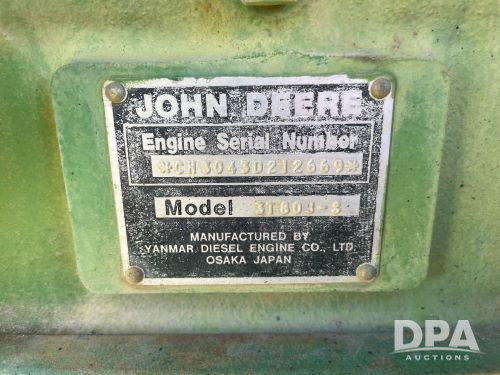 JOHN DEERE
Engine Serial Number
*CH3043D212669*
Model 3T80J-S
MANUFACTURED BY
YANMAR DIESEL ENGINE CO., LTD.
OSAKA JAPAN
DPA
AUCTIONS